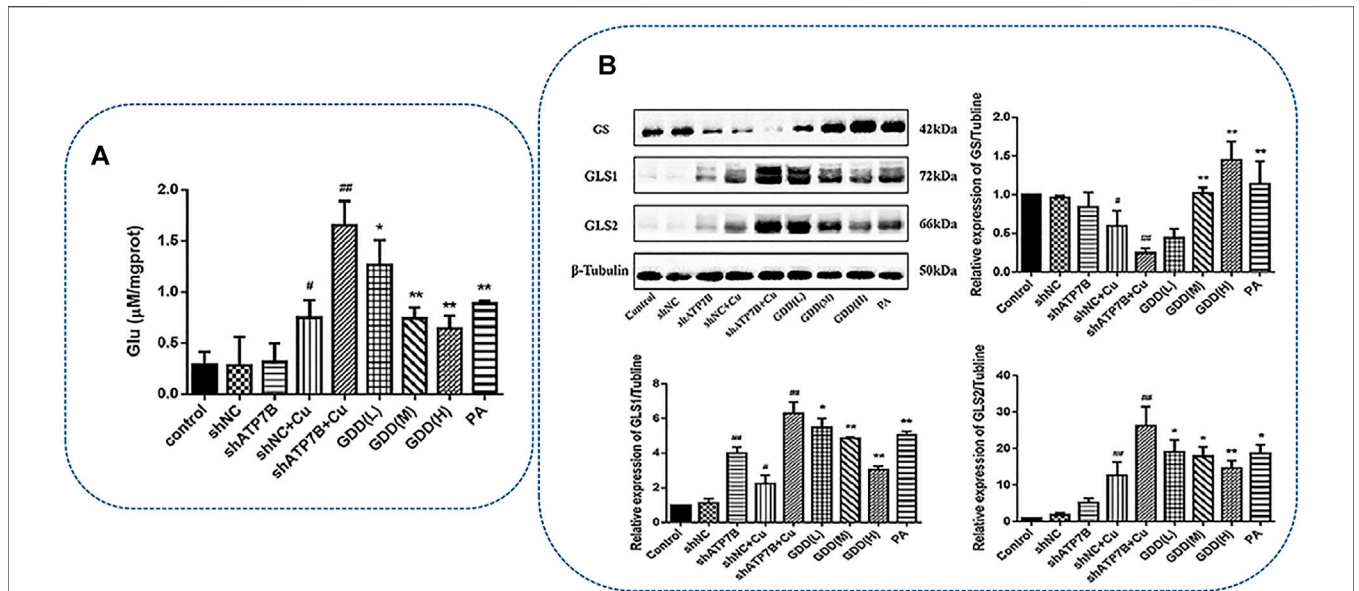 A
Glu (μM/mgprot)
2.0
1.5
1.0
0.5
0.0
#
##
*
**
**
**
control
shNC
shATP7B
shNC+Cu
shATP7B+Cu
GDD(L)
GDD(M)
GDD(H)
PA
B
GS
42kDa
GLS1
72kDa
GLS2
66kDa
β-Tubulin
50kDa
Control
shNC
shATP7B
shNC+Cu
shATP7B+Cu
GDD(L)
GDD(M)
GDD(H)
PA
Relative expression of GS/Tubline
2.0
1.5
1.0
0.5
0.0
#
##
**
**
**
Control
shNC
shATP7B
shNC+Cu
shATP7B+Cu
GDD(L)
GDD(M)
GDD(H)
PA
Relative expression of GLS1/Tubline
8
6
4
2
0
##
#
##
*
**
**
**
Control
shNC
shATP7B
shNC+Cu
shATP7B+Cu
GDD(L)
GDD(M)
GDD(H)
PA
Relative expression of GLS2/Tubline
40
30
20
10
0
##
##
*
*
**
*
Control
shNC
shATP7B
shNC+Cu
shATP7B+Cu
GDD(L)
GDD(M)
GDD(H)
PA